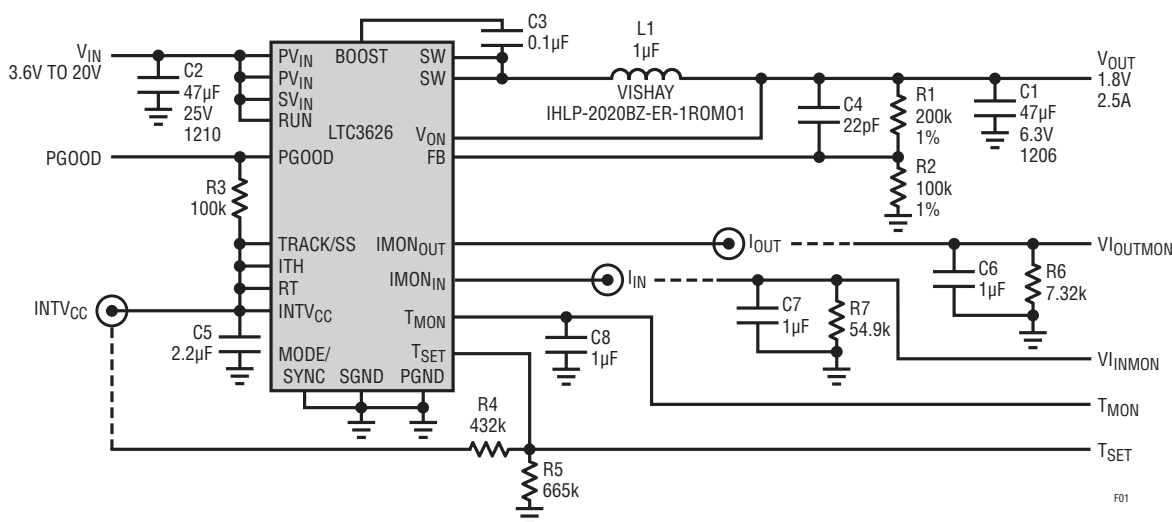 VIN
3.6V TO 20V
C2
47µF
25V
1210
PVIN
PVIN
SVIN
RUN
BOOST
SW
SW
LTC3626
C3
0.1µF
L1
1µF
VISHAY
IHLP-2020BZ-ER-1ROMO1
VOUT
1.8V
2.5A
VON
FB
C4
22pF
R1
200k
1%
C1
47µF
6.3V
1206
R2
100k
1%
PGOOD
PGOOD
R3
100k
TRACK/SS
ITH
RT
INTVCC
INTVCC
C5
2.2µF
MODE/
SYNC
SGND
PGND
IMONOUT
IOUT
VIOUTMON
C6
1µF
R6
7.32k
IMONIN
IIN
C7
1µF
R7
54.9k
VIINMON
TMON
C8
1µF
TMON
TSET
R4
432k
TSET
R5
665k
F01